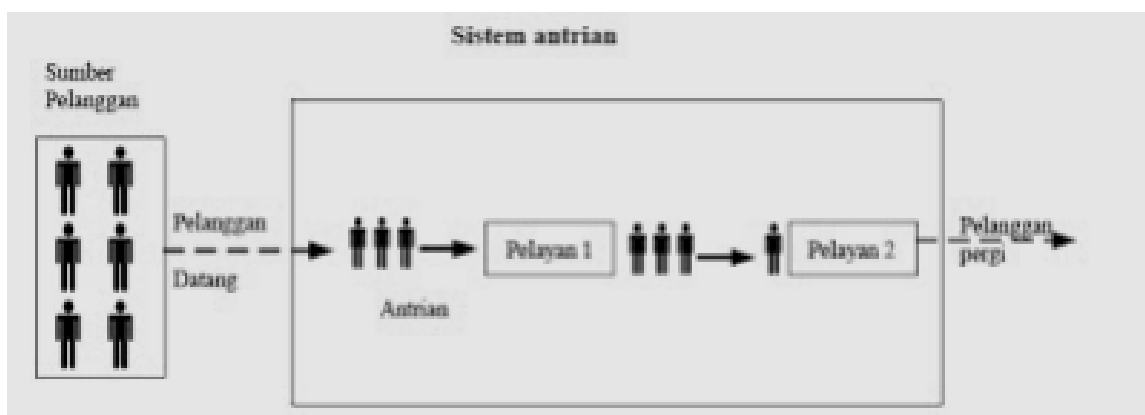 Sistem antrian
Sumber
Pelanggan
Pelanggan
Datang
Antrian
Pelayan 1
Pelayan 2
Pelanggan
pergi